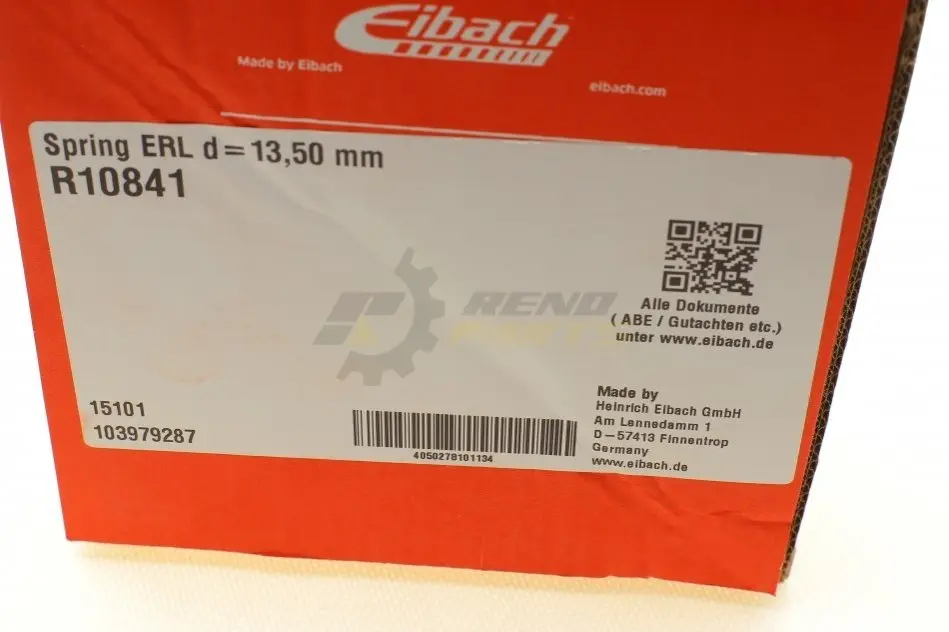 Eibach
Made by Eibach
eibach.com
Spring ERL d=13,50 mm
R10841
Alle Dokumente
( ABE / Gutachten etc.)
unter www.eibach.de
RENO
PARTS
15101
103979287
4050278101134
Made by
Heinrich Eibach GmbH
Am Lennedamm 1
D-57413 Finnentrop
Germany
www.eibach.de